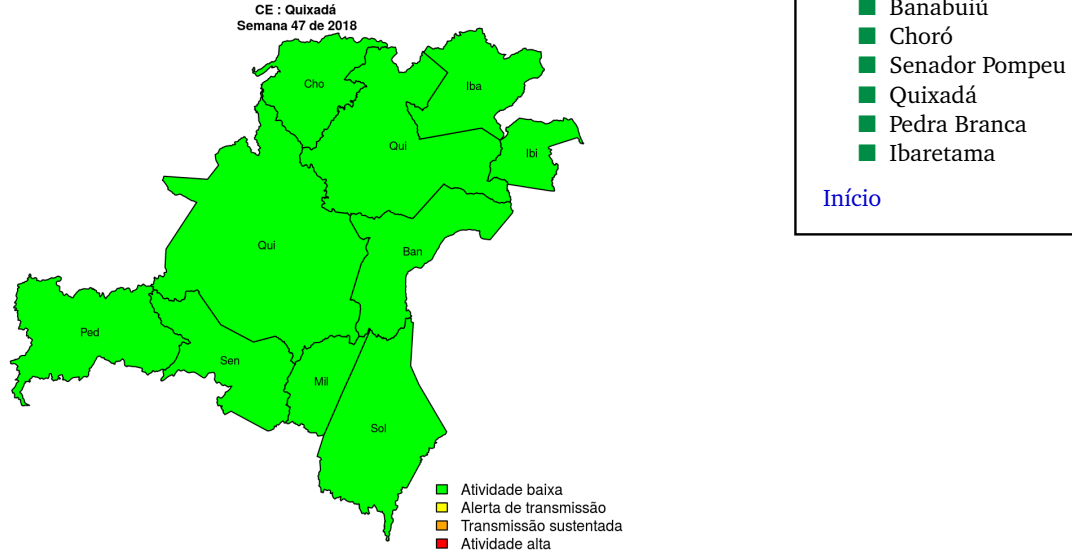 CE : Quixadá
Semana 47 de 2018
Cho
Iba
Qui
Ibi
Qui
Ban
Ped
Sen
Mil
Sol
Atividade baixa
Alerta de transmissão
Transmissão sustentada
Atividade alta
Banabuiú
Choró
Senador Pompeu
Quixadá
Pedra Branca
Ibaretama
Início